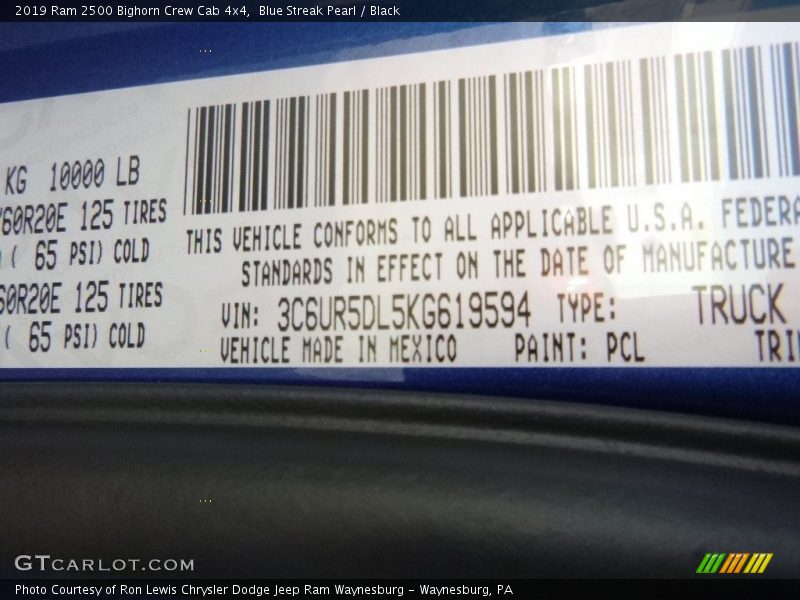 2019 Ram 2500 Bighorn Crew Cab 4x4,  Blue Streak Pearl / Black
KG 10000 LB
60R20E 125 TIRES
( 65 PSI) COLD
60R20E 125 TIRES
( 65 PSI) COLD
THIS VEHICLE CONFORMS TO ALL APPLICABLE U.S.A. FEDERA
STANDARDS IN EFFECT ON THE DATE OF MANUFACTURE
VIN: 3C6UR5DL5KG619594 TYPE: TRUCK
VEHICLE MADE IN MEXICO PAINT: PCL TRI
GTCARLOT.COM
Photo Courtesy of Ron Lewis Chrysler Dodge Jeep Ram Waynesburg - Waynesburg, PA